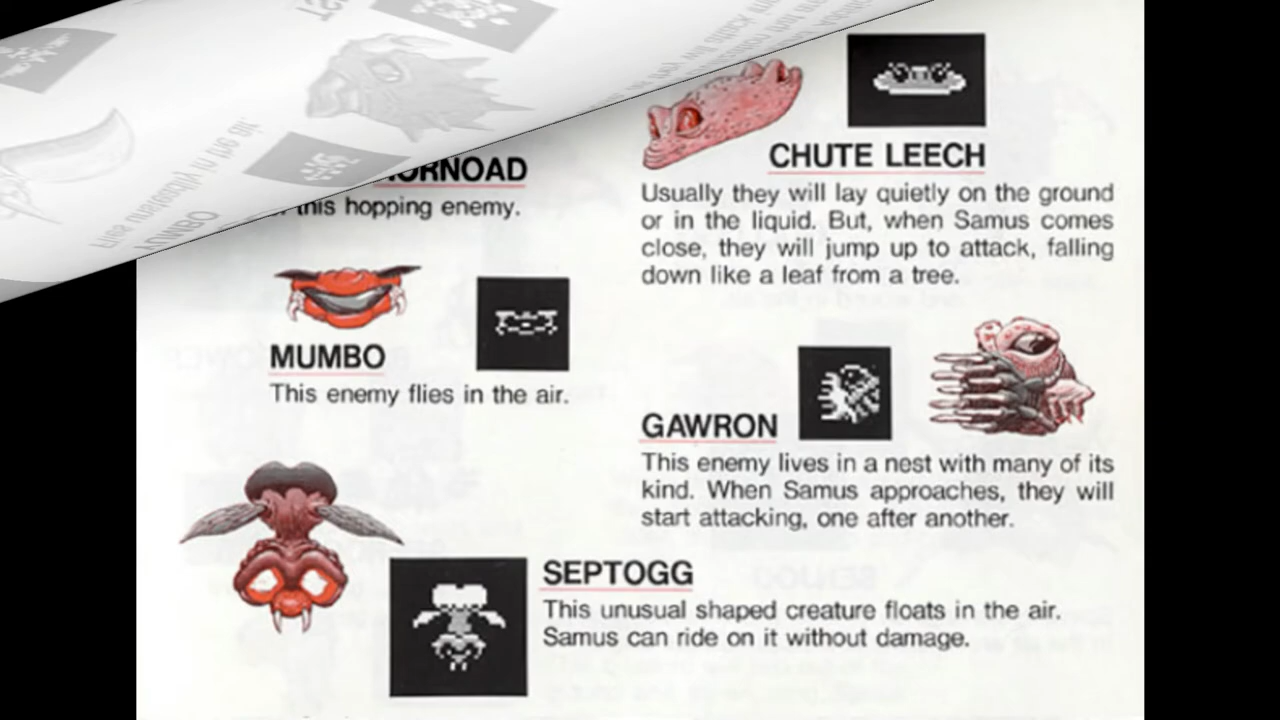 this hopping enemy.
MUMBO
This enemy flies in the air.
CHUTE LEECH
Usually they will lay quietly on the ground
or in the liquid. But, when Samus comes
close, they will jump up to attack, falling
down like a leaf from a tree.
GAWRON
This enemy lives in a nest with many of its
kind. When Samus approaches, they will
start attacking, one after another.
SEPTOGG
This unusual shaped creature floats in the air.
Samus can ride on it without damage.